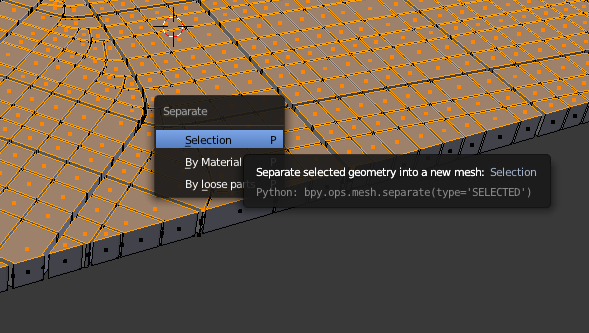 Separate
Selection P
By Material P
By loose parts P
Separate selected geometry into a new mesh: Selection
Python: bpy.ops.mesh.separate(type='SELECTED')